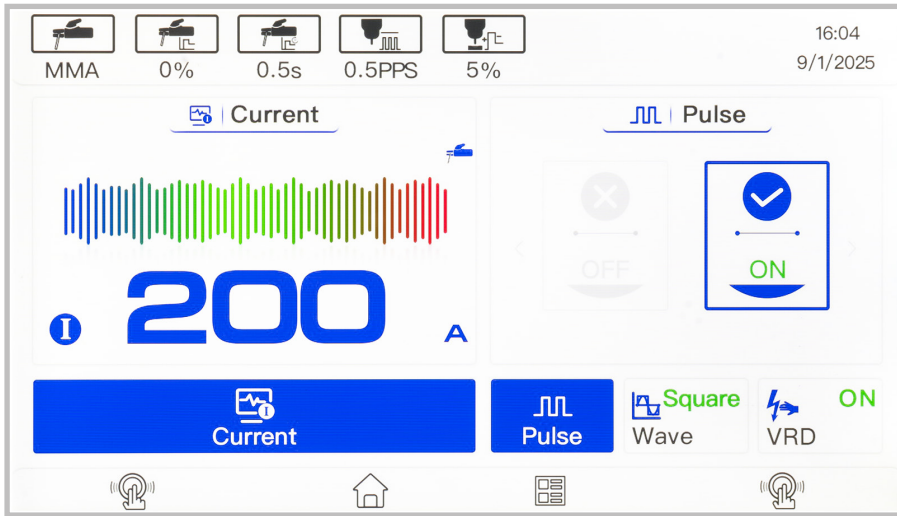 MMA 0% 0.5s 0.5PPS 5%
16:04
9/1/2025
Current
Pulse
OFF
ON
I 200 A
Current
Pulse
Square
Wave
ON
VRD